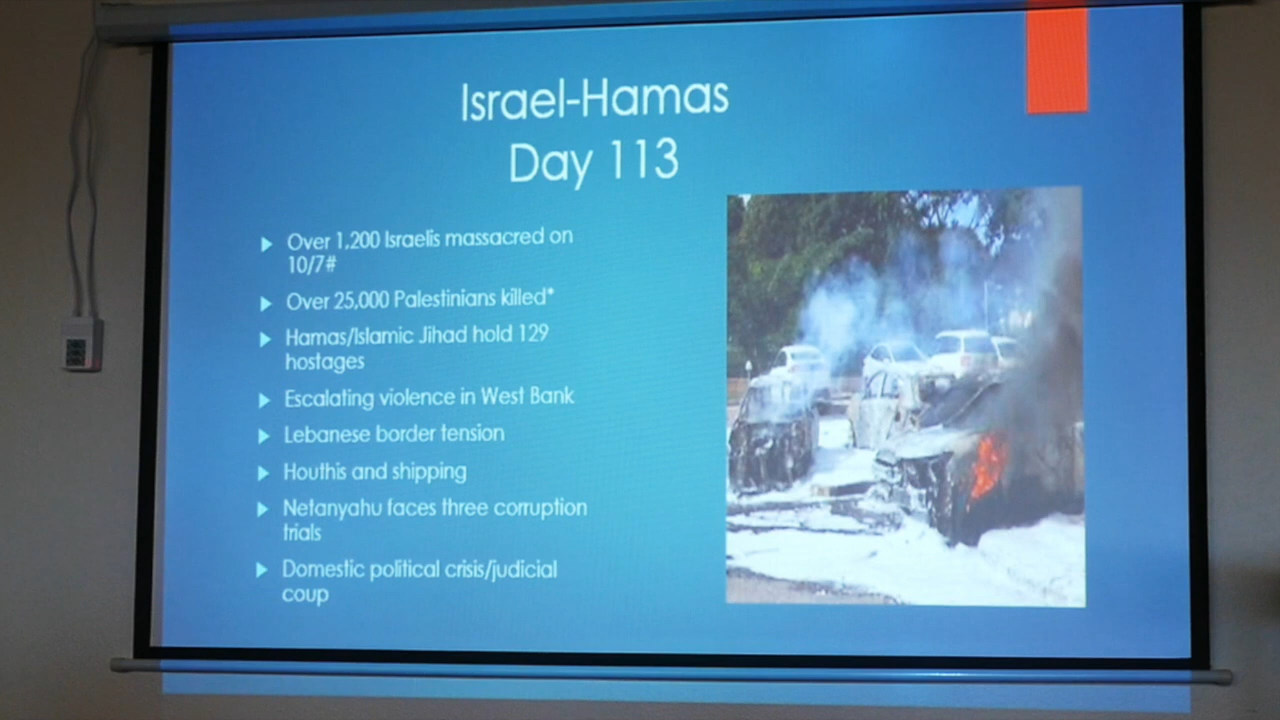 Israel-Hamas
Day 113
Over 1,200 Israelis massacred on
10/7#
Over 25,000 Palestinians killed*
Hamas/Islamic Jihad hold 129
hostages
Escalating violence in West Bank
Lebanese border tension
Houthis and shipping
Netanyahu faces three corruption
trials
Domestic political crisis/judicial
coup